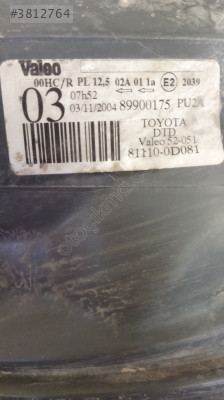 #3812764
Valeo
00HC/R PL 12,5 02A 01 1a E2 2039
03
07h52
03/11/2004 89900175 PU2A
TOYOTA
DTD
Valeo 52-051
81110-0D081